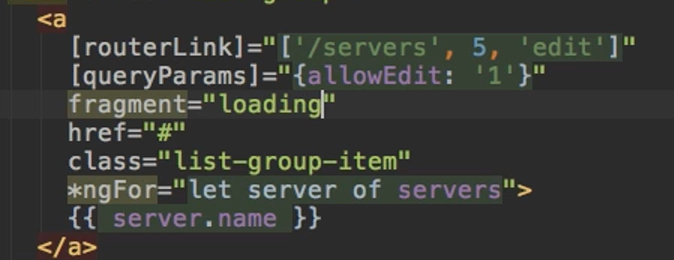 <a
[routerLink]="['/servers', 5, 'edit']"
[queryParams]="{allowEdit: '1'}"
fragment="loading"
href="#"
class="list-group-item"
*ngFor="let server of servers">
{{ server.name }}
</a>